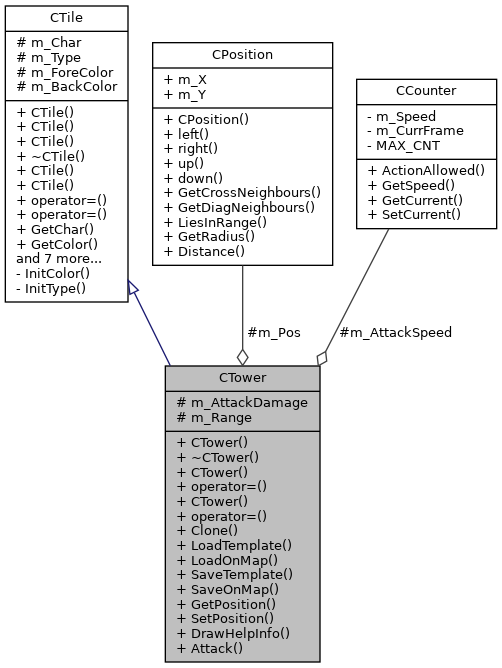 CTile
# m_Char
# m_Type
# m_ForeColor
# m_BackColor
+ CTile()
+ CTile()
+ CTile()
+ ~CTile()
+ CTile()
+ CTile()
+ operator=()
+ operator=()
+ GetChar()
+ GetColor()
and 7 more...
- InitColor()
- InitType()
CPosition
+ m_X
+ m_Y
+ CPosition()
+ left()
+ right()
+ up()
+ down()
+ GetCrossNeighbours()
+ GetDiagNeighbours()
+ LiesInRange()
+ GetRadius()
+ Distance()
CCounter
- m_Speed
- m_CurrFrame
- MAX_CNT
+ ActionAllowed()
+ GetSpeed()
+ GetCurrent()
+ SetCurrent()
#m_Pos
#m_AttackSpeed
CTower
# m_AttackDamage
# m_Range
+ CTower()
+ ~CTower()
+ CTower()
+ operator=()
+ CTower()
+ operator=()
+ Clone()
+ LoadTemplate()
+ LoadOnMap()
+ SaveTemplate()
+ SaveOnMap()
+ GetPosition()
+ SetPosition()
+ DrawHelpInfo()
+ Attack()